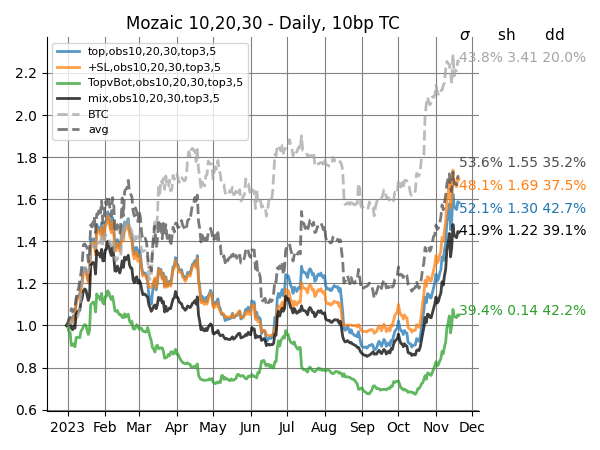 Mozaic 10,20,30 - Daily, 10bp TC
σ sh dd
top,obs10,20,30,top3,5
+SL,obs10,20,30,top3,5
TopvBot,obs10,20,30,top3,5
mix,obs10,20,30,top3,5
BTC
avg
43.8% 3.41 20.0%
53.6% 1.55 35.2%
48.1% 1.69 37.5%
52.1% 1.30 42.7%
41.9% 1.22 39.1%
39.4% 0.14 42.2%
2.2
2.0
1.8
1.6
1.4
1.2
1.0
0.8
0.6
2023 Feb Mar Apr May Jun Jul Aug Sep Oct Nov Dec